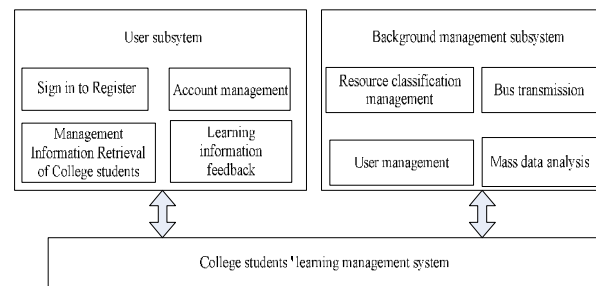 User subsytem
Sign in to Register
Account management
Management
Information Retrieval
of College students
Learning
information
feedback
Background management subsystem
Resource classification
management
Bus transmission
User management
Mass data analysis
College students' learning management system